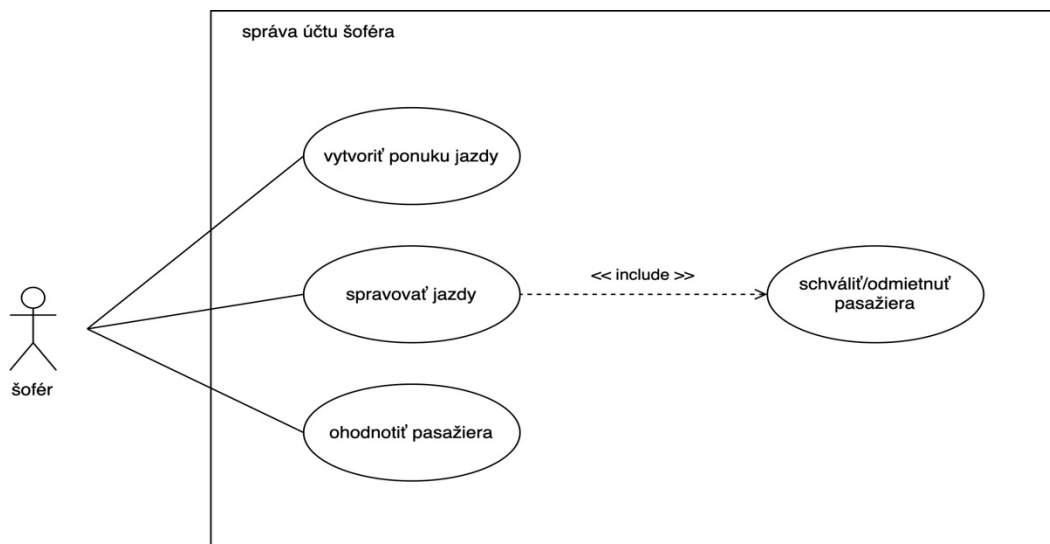 správa účtu šoféra
vytvoriť ponuku jazdy
spravovať jazdy
<< include >>
schváliť/odmietnuť
pasažiera
šofér
ohodnotiť pasažiera